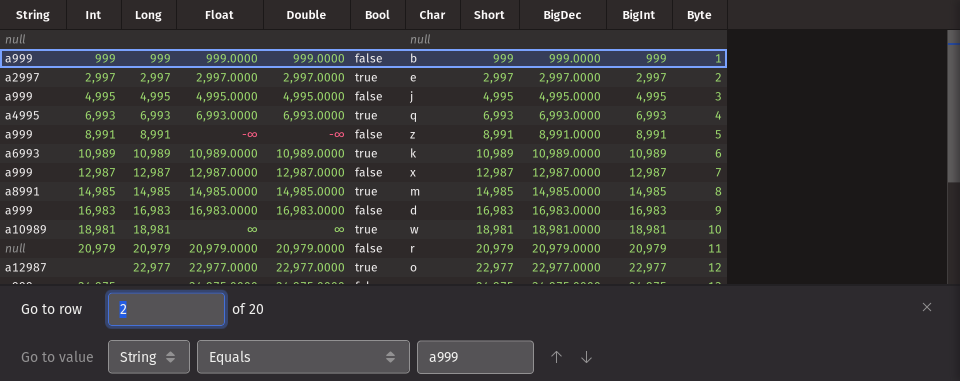 String Int Long Float Double Bool Char Short BigDec BigInt Byte
null null
a999 999 999 999.0000 999.0000 false b 999 999.0000 999 1
a2997 2,997 2,997 2,997.0000 2,997.0000 true e 2,997 2,997.0000 2,997 2
a999 4,995 4,995 4,995.0000 4,995.0000 false j 4,995 4,995.0000 4,995 3
a4995 6,993 6,993 6,993.0000 6,993.0000 true q 6,993 6,993.0000 6,993 4
a999 8,991 8,991 -∞ -∞ false z 8,991 8,991.0000 8,991 5
a6993 10,989 10,989 10,989.0000 10,989.0000 true k 10,989 10,989.0000 10,989 6
a999 12,987 12,987 12,987.0000 12,987.0000 false x 12,987 12,987.0000 12,987 7
a8991 14,985 14,985 14,985.0000 14,985.0000 true m 14,985 14,985.0000 14,985 8
a999 16,983 16,983 16,983.0000 16,983.0000 false d 16,983 16,983.0000 16,983 9
a10989 18,981 18,981 ∞ ∞ true w 18,981 18,981.0000 18,981 10
null 20,979 20,979 20,979.0000 20,979.0000 false r 20,979 20,979.0000 20,979 11
a12987 22,977 22,977.0000 22,977.0000 true o 22,977 22,977.0000 22,977 12
Go to row 2 of 20
Go to value String Equals a999